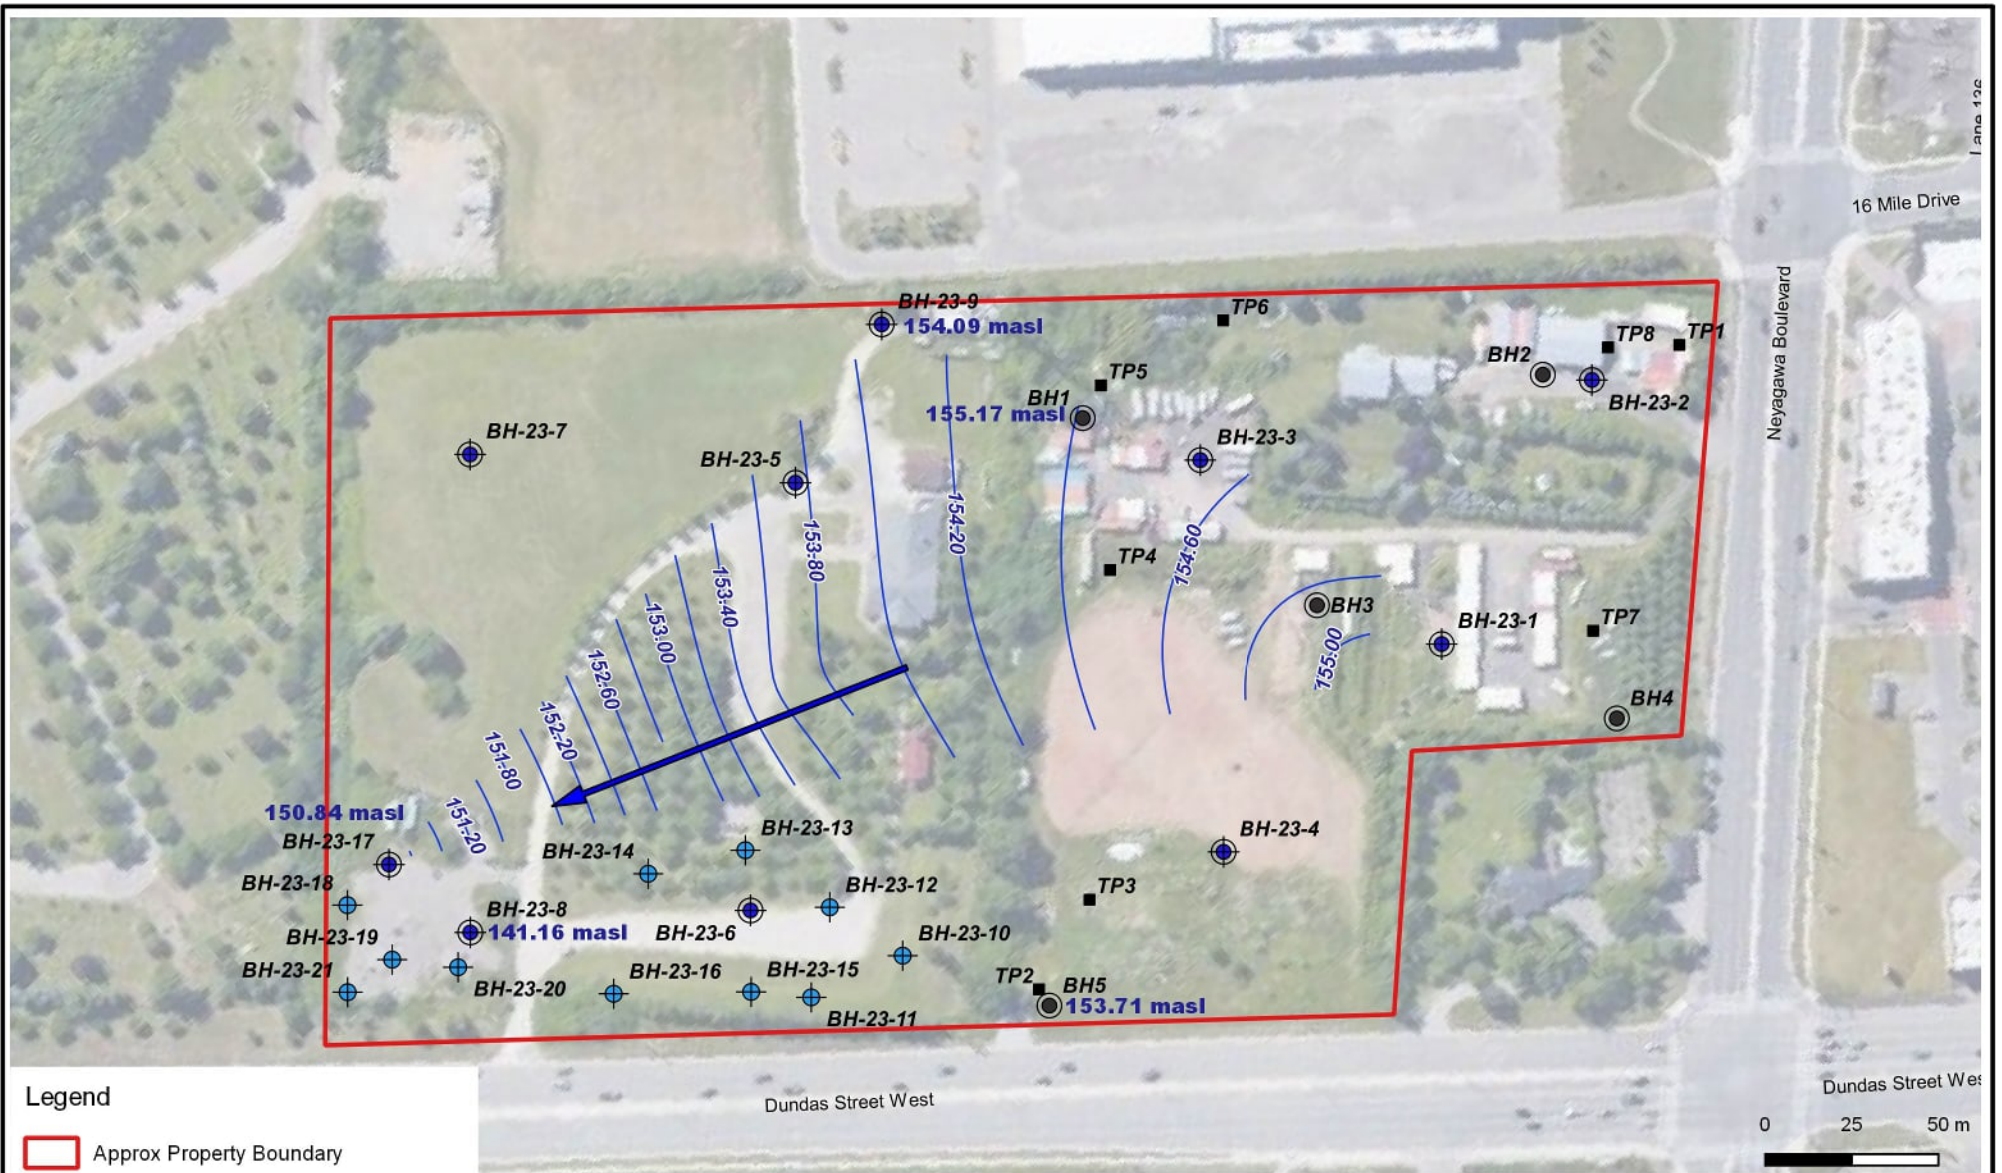 Lane 136
16 Mile Drive
Neyagawa Boulevard
BH-23-9
154.09 masl
TP6
TP8
TP1
BH2
BH-23-2
TP5
BH1
155.17 masl
BH-23-3
BH-23-7
BH-23-5
154.20
153.80
154.60
TP4
153.40
153.00
152.60
152.20
151.80
151.20
BH3
155.00
BH-23-1
TP7
BH4
150.84 masl
BH-23-17
BH-23-13
BH-23-14
BH-23-4
BH-23-18
BH-23-12
TP3
BH-23-8
141.16 masl
BH-23-6
BH-23-10
BH-23-19
BH-23-21
BH-23-20
BH-23-16
BH-23-15
BH-23-11
TP2
BH5
153.71 masl
Legend
Approx Property Boundary
Dundas Street West
Dundas Street Wes
0 25 50 m